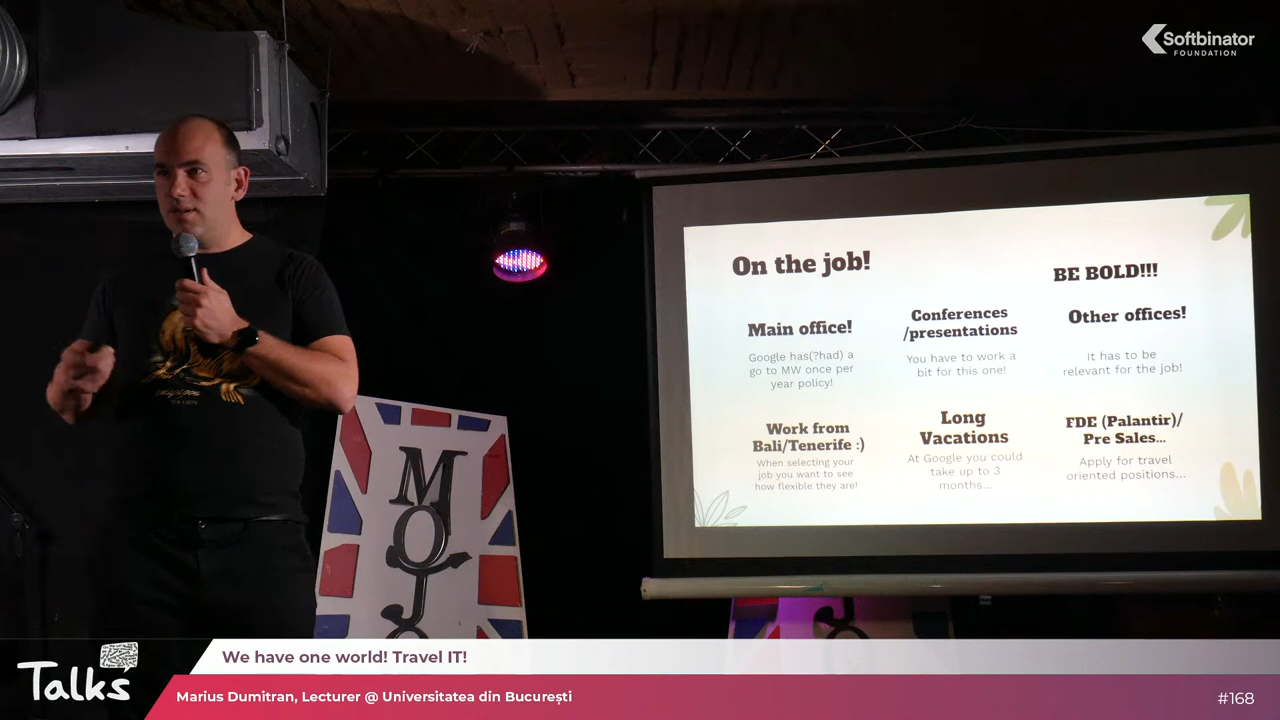 Softbinator
FOUNDATION
On the job!
BE BOLD!!!
Main office!
Google has(?had) a
go to MW once per
year policy!
Conferences
/presentations
You have to work a
bit for this one!
Other offices!
It has to be
relevant for the job!
Work from
Bali/Tenerife :)
When selecting your
job you want to see
how flexible they are!
Long
Vacations
At Google you could
take up to 3
months...
FDE (Palantir)/
Pre Sales...
Apply for travel
oriented positions...
MOJO
Talks
We have one world! Travel IT!
Marius Dumitran, Lecturer @ Universitatea din București
#168